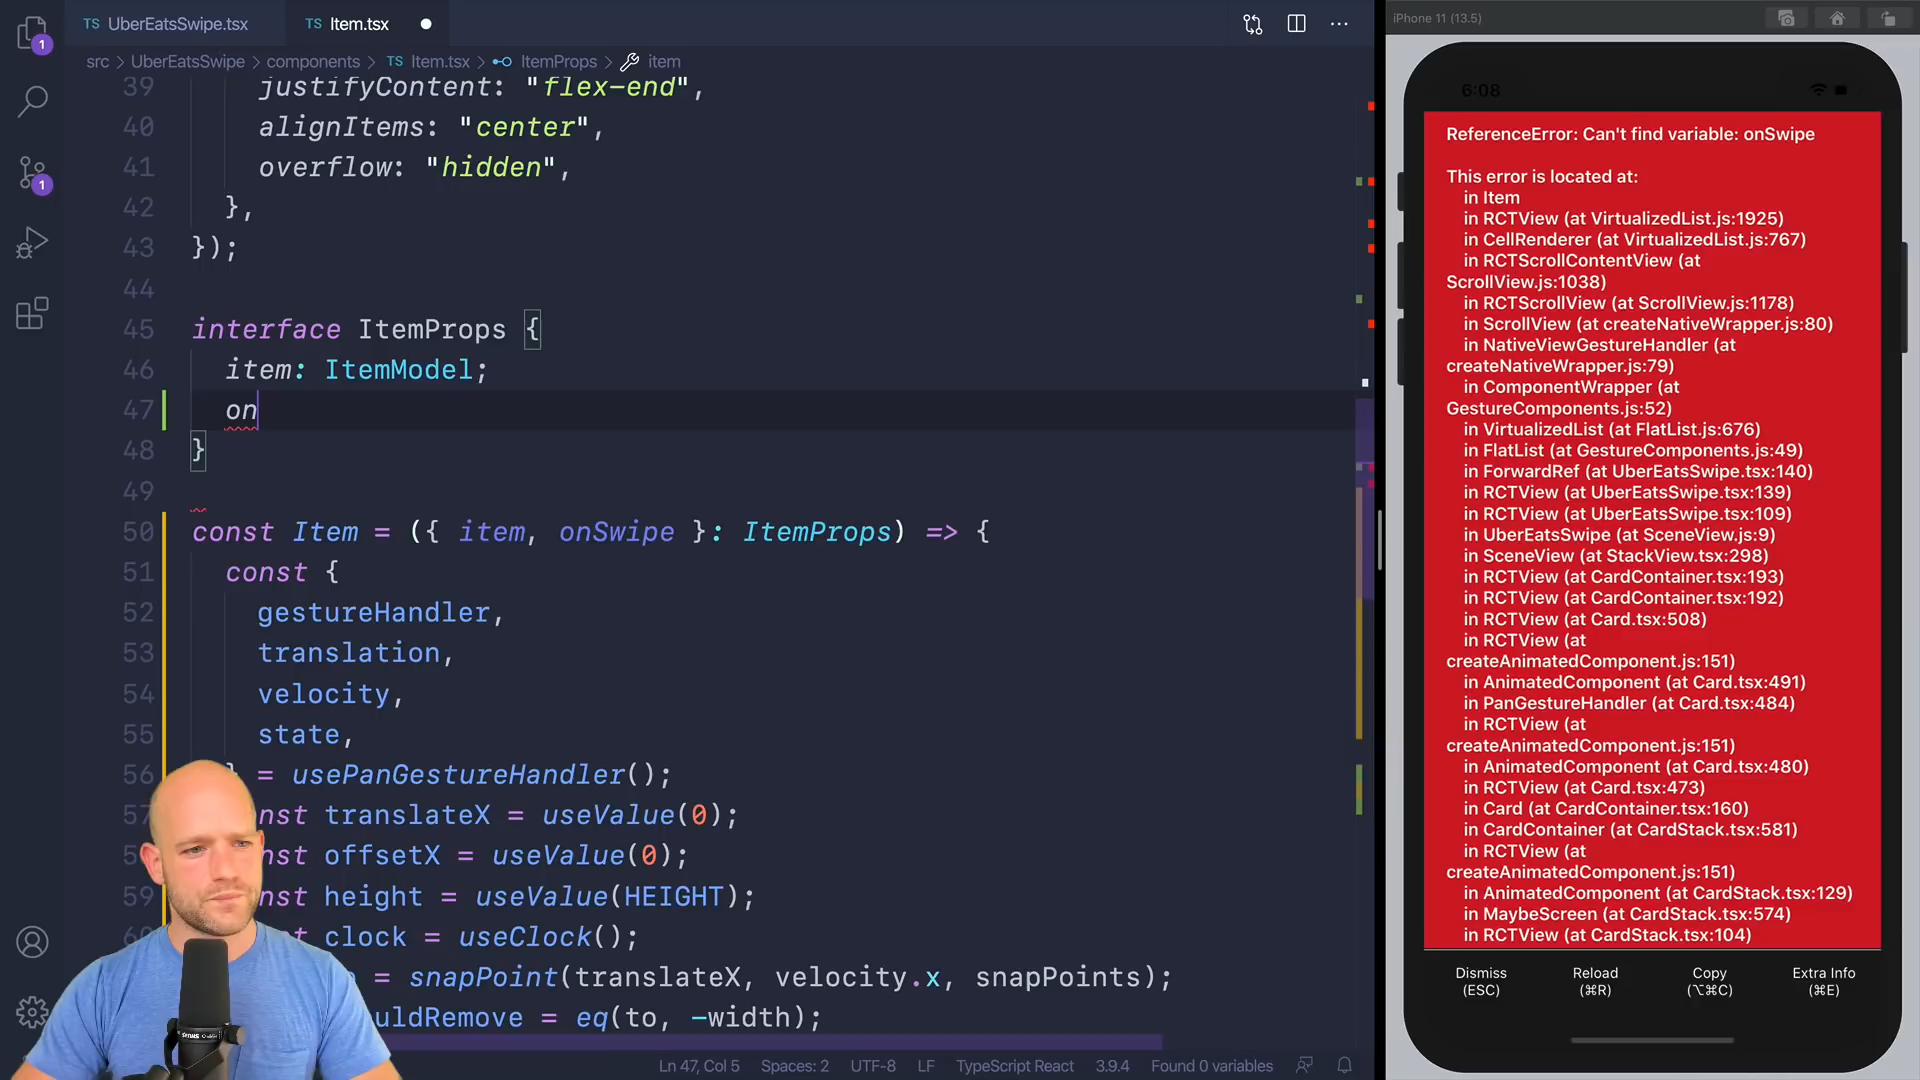 TS UberEatsSwipe.tsx
TS Item.tsx
src > UberEatsSwipe > components > TS Item.tsx > ItemProps > item
39 justifyContent: "flex-end",
40 alignItems: "center",
41 overflow: "hidden",
42 },
43 });
44
45 interface ItemProps {
46 item: ItemModel;
47 on
48 }
49
50 const Item = ({ item, onSwipe }: ItemProps) => {
51 const {
52 gestureHandler,
53 translation,
54 velocity,
55 state,
56 } = usePanGestureHandler();
57 nst translateX = useValue(0);
nst offsetX = useValue(0);
59 nst height = useValue(HEIGHT);
t clock = useClock();
= snapPoint(translateX, velocity.x, snapPoints);
uldRemove = eq(to, -width);
Ln 47, Col 5 Spaces: 2 UTF-8 LF TypeScript React 3.9.4 Found 0 variables
1
1
iPhone 11 (13.5)
6:08
ReferenceError: Can't find variable: onSwipe
This error is located at:
in Item
in RCTView (at VirtualizedList.js:1925)
in CellRenderer (at VirtualizedList.js:767)
in RCTScrollContentView (at
ScrollView.js:1038)
in RCTScrollView (at ScrollView.js:1178)
in ScrollView (at createNativeWrapper.js:80)
in NativeViewGestureHandler (at
createNativeWrapper.js:79)
in ComponentWrapper (at
GestureComponents.js:52)
in VirtualizedList (at FlatList.js:676)
in FlatList (at GestureComponents.js:49)
in ForwardRef (at UberEatsSwipe.tsx:140)
in RCTView (at UberEatsSwipe.tsx:139)
in RCTView (at UberEatsSwipe.tsx:109)
in UberEatsSwipe (at SceneView.js:9)
in SceneView (at StackView.tsx:298)
in RCTView (at CardContainer.tsx:193)
in RCTView (at CardContainer.tsx:192)
in RCTView (at Card.tsx:508)
in RCTView (at
createAnimatedComponent.js:151)
in AnimatedComponent (at Card.tsx:491)
in PanGestureHandler (at Card.tsx:484)
in RCTView (at
createAnimatedComponent.js:151)
in AnimatedComponent (at Card.tsx:480)
in RCTView (at Card.tsx:473)
in Card (at CardContainer.tsx:160)
in CardContainer (at CardStack.tsx:581)
in RCTView (at
createAnimatedComponent.js:151)
in AnimatedComponent (at CardStack.tsx:129)
in MaybeScreen (at CardStack.tsx:574)
in RCTView (at CardStack.tsx:104)
Dismiss Reload Copy Extra Info
(ESC) (⌘R) (⌥⌘C) (⌘E)